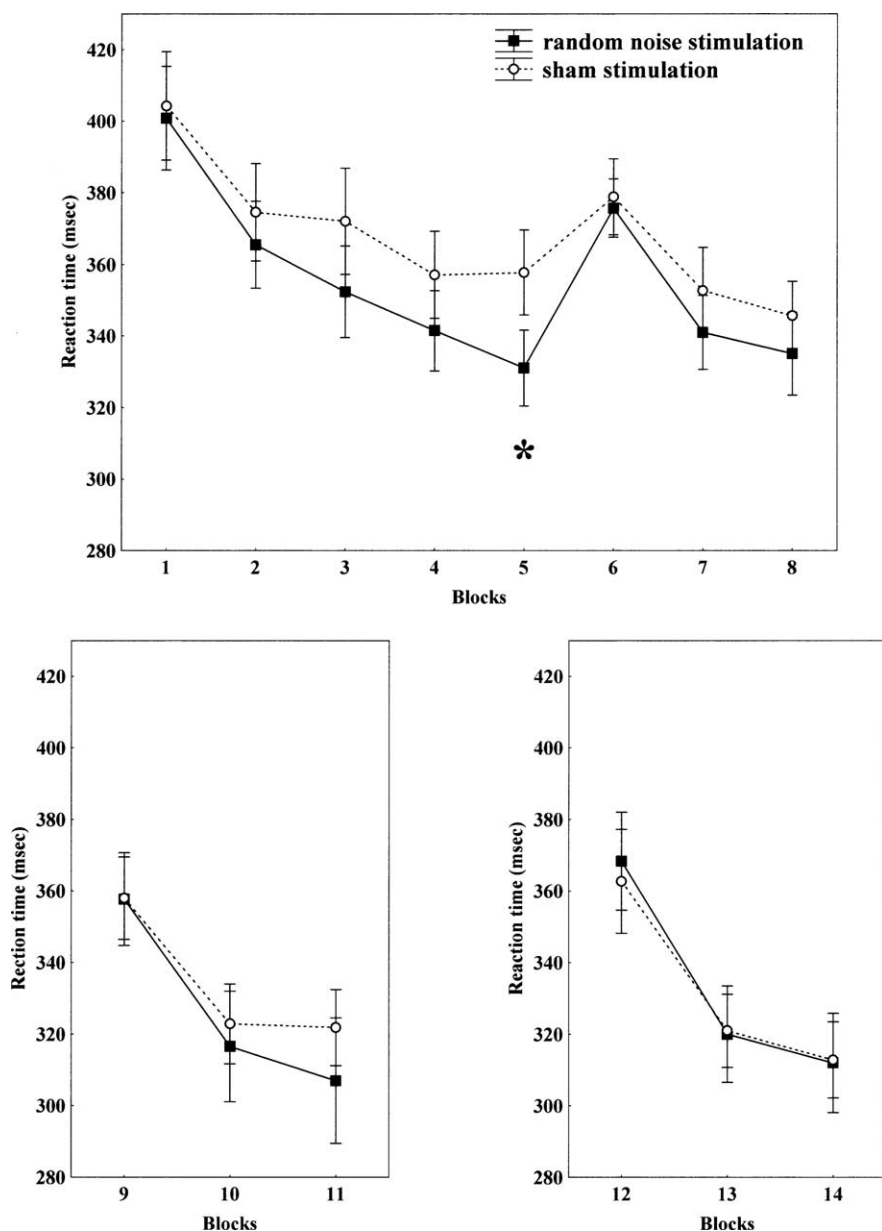 random noise stimulation
sham stimulation
Reaction time (msec)
420
400
380
360
340
320
300
280
*
1 2 3 4 5 6 7 8
Blocks
Rection time (msec)
420
400
380
360
340
320
300
280
9 10 11
Blocks
Reaction time (msec)
420
400
380
360
340
320
300
280
12 13 14
Blocks